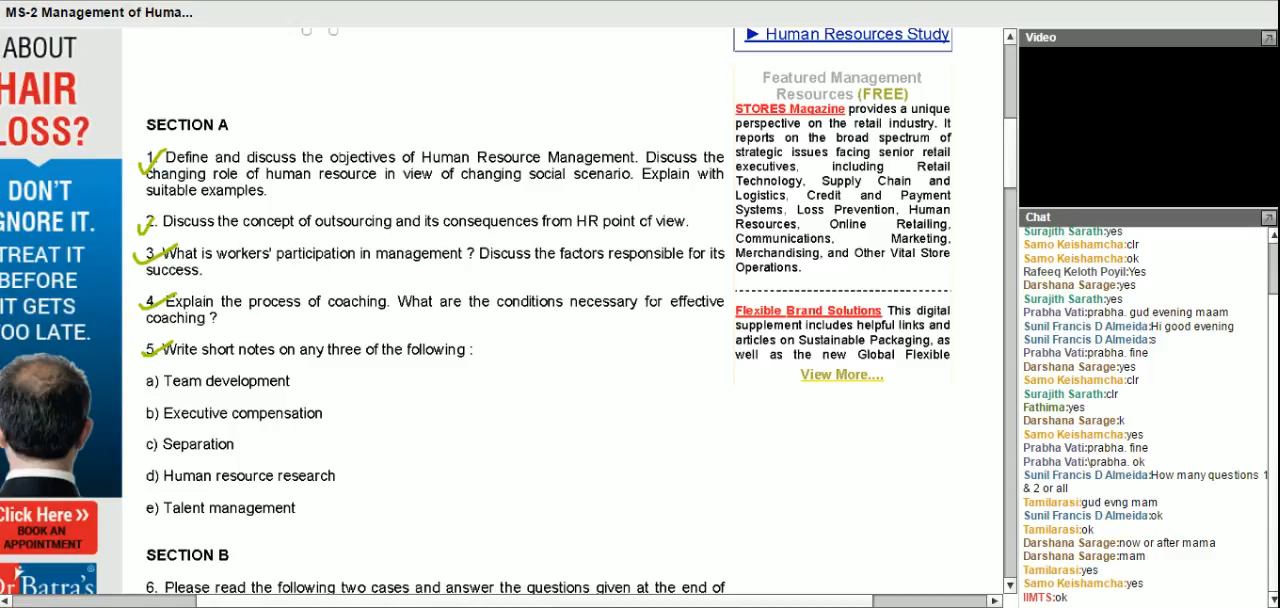 MS-2 Management of Huma...
ABOUT
HAIR
LOSS?
DON'T
IGNORE IT.
TREAT IT
BEFORE
IT GETS
TOO LATE.
Click Here »
BOOK AN
APPOINTMENT
Dr Batra's
SECTION A
1. Define and discuss the objectives of Human Resource Management. Discuss the
changing role of human resource in view of changing social scenario. Explain with
suitable examples.
2. Discuss the concept of outsourcing and its consequences from HR point of view.
3. What is workers' participation in management ? Discuss the factors responsible for its
success.
4. Explain the process of coaching. What are the conditions necessary for effective
coaching ?
5. Write short notes on any three of the following :
a) Team development
b) Executive compensation
c) Separation
d) Human resource research
e) Talent management
SECTION B
6. Please read the following two cases and answer the questions given at the end of
► Human Resources Study
Featured Management
Resources (FREE)
STORES Magazine provides a unique
perspective on the retail industry. It
reports on the broad spectrum of
strategic issues facing senior retail
executives, including Retail
Technology, Supply Chain and
Logistics, Credit and Payment
Systems, Loss Prevention, Human
Resources, Online Retailing,
Communications, Marketing,
Merchandising, and Other Vital Store
Operations.
Flexible Brand Solutions This digital
supplement includes helpful links and
articles on Sustainable Packaging, as
well as the new Global Flexible
View More....
Video
Chat
Surajith Sarath:yes
Samo Keishamcha:clr
Samo Keishamcha:ok
Rafeeq Keloth Poyil:Yes
Darshana Sarage:yes
Surajith Sarath:yes
Prabha Vati:prabha. gud evening maam
Sunil Francis D Almeida:Hi good evening
Sunil Francis D Almeida:s
Prabha Vati:prabha. fine
Darshana Sarage:yes
Samo Keishamcha:clr
Surajith Sarath:clr
Fathima:yes
Darshana Sarage:k
Samo Keishamcha:yes
Prabha Vati:prabha. fine
Prabha Vati:\prabha. ok
Sunil Francis D Almeida:How many questions 1
& 2 or all
Tamilarasi:gud evng mam
Sunil Francis D Almeida:ok
Tamilarasi:ok
Darshana Sarage:now or after mama
Darshana Sarage:mam
Tamilarasi:yes
Samo Keishamcha:yes
IIMTS:ok